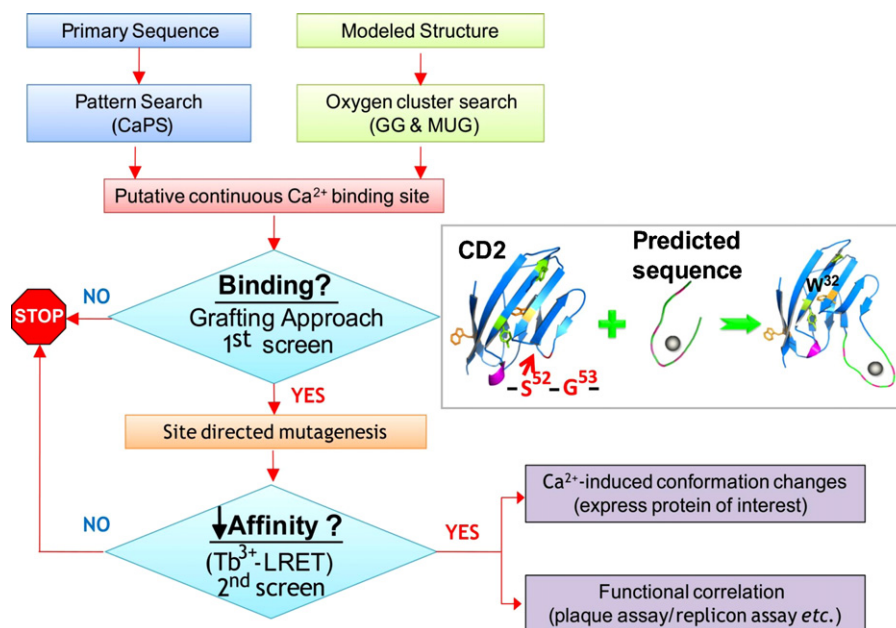 Primary Sequence
Modeled Structure
Pattern Search
(CaPS)
Oxygen cluster search
(GG & MUG)
Putative continuous Ca²⁺ binding site
Binding?
Grafting Approach
1st screen
NO
STOP
YES
CD2
Predicted
sequence
W³²
–S⁵²–G⁵³–
Site directed mutagenesis
↓Affinity ?
(Tb³⁺-LRET)
2nd screen
NO
YES
Ca²⁺-induced conformation changes
(express protein of interest)
Functional correlation
(plaque assay/replicon assay etc.)